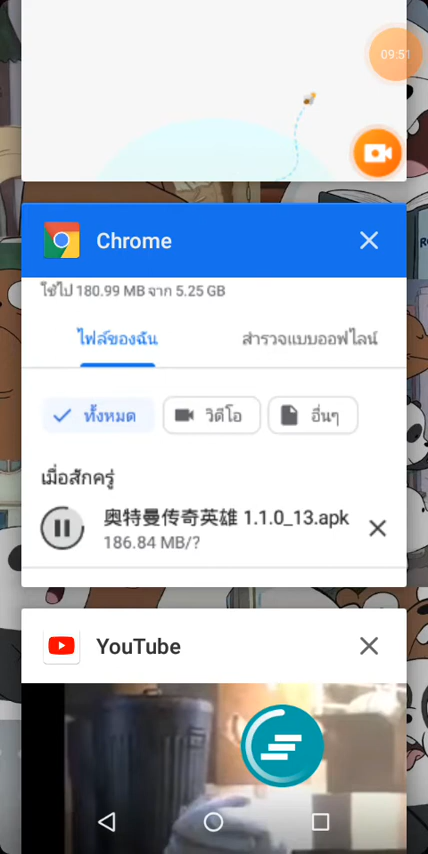 09:51
Chrome
ใช้ไป 180.99 MB จาก 5.25 GB
ไฟล์ของฉัน
สำรวจแบบออฟไลน์
ทั้งหมด
วิดีโอ
อื่นๆ
เมื่อสักครู่
奥特曼传奇英雄 1.1.0_13.apk
186.84 MB/?
YouTube